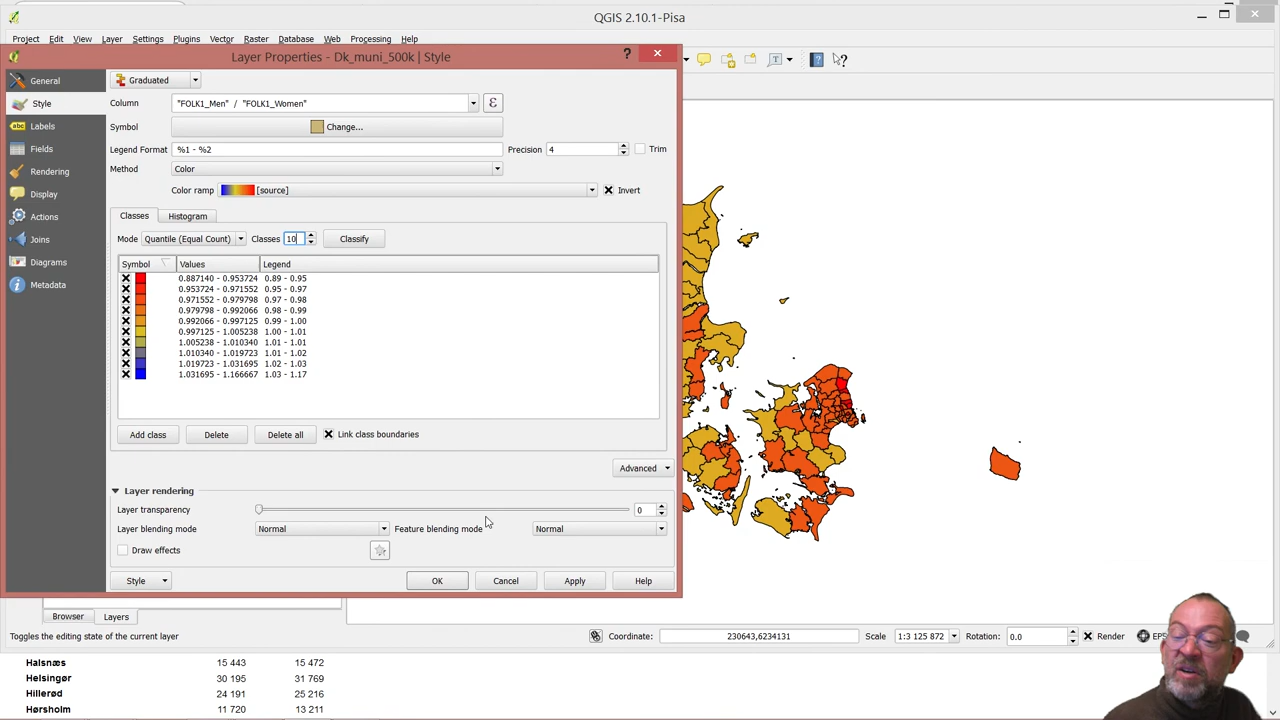 QGIS 2.10.1-Pisa
Project Edit View Layer Settings Plugins Vector Raster Database Web Processing Help
Layer Properties - Dk_muni_500k | Style
General
Style
Labels
Fields
Rendering
Display
Actions
Joins
Diagrams
Metadata
Graduated
Column "FOLK1_Men" / "FOLK1_Women" ε
Symbol Change...
Legend Format %1 - %2 Precision 4 Trim
Method Color
Color ramp [source] Invert
Classes Histogram
Mode Quantile (Equal Count) Classes 10 Classify
Symbol Values Legend
0.887140 - 0.953724 0.89 - 0.95
0.953724 - 0.971552 0.95 - 0.97
0.971552 - 0.979798 0.97 - 0.98
0.979798 - 0.992066 0.98 - 0.99
0.992066 - 0.997125 0.99 - 1.00
0.997125 - 1.005238 1.00 - 1.01
1.005238 - 1.010340 1.01 - 1.01
1.010340 - 1.019723 1.01 - 1.02
1.019723 - 1.031695 1.02 - 1.03
1.031695 - 1.166667 1.03 - 1.17
Add class Delete Delete all Link class boundaries
Advanced
Layer rendering
Layer transparency 0
Layer blending mode Normal Feature blending mode Normal
Draw effects
Style OK Cancel Apply Help
Browser Layers
Toggles the editing state of the current layer Coordinate: 230643,6234131 Scale 1:3 125 872 Rotation: 0.0 Render EPS
Halsnæs 15 443 15 472
Helsingør 30 195 31 769
Hillerød 24 191 25 216
Hørsholm 11 720 13 211